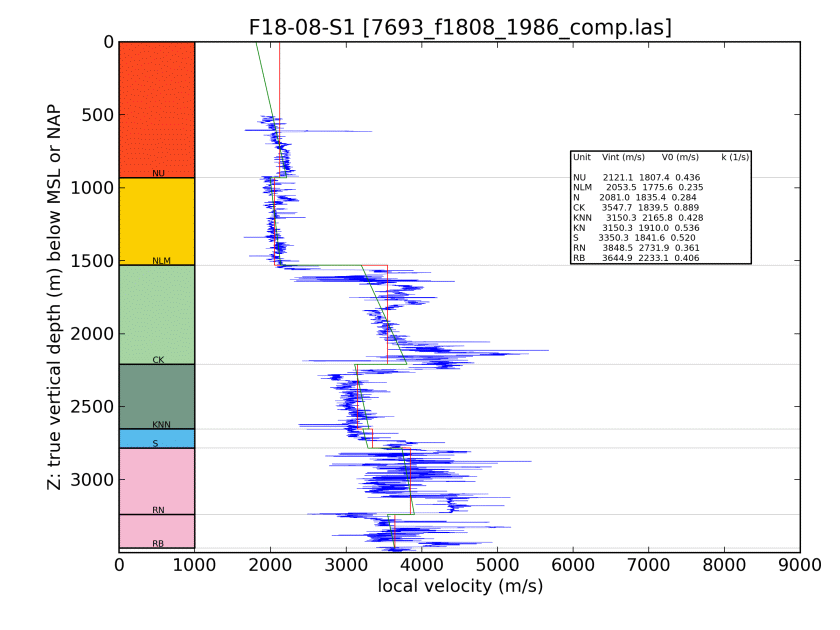 F18-08-S1 [7693_f1808_1986_comp.las]
0
500
1000
1500
2000
2500
3000
Z: true vertical depth (m) below MSL or NAP
NU
NLM
CK
KNN
S
RN
RB
Unit Vint (m/s) V0 (m/s) k (1/s)
NU 2121.1 1807.4 0.436
NLM 2053.5 1775.6 0.235
N 2081.0 1835.4 0.284
CK 3547.7 1839.5 0.889
KNN 3150.3 2165.8 0.428
KN 3150.3 1910.0 0.536
S 3350.3 1841.6 0.520
RN 3848.5 2731.9 0.361
RB 3644.9 2233.1 0.406
0 1000 2000 3000 4000 5000 6000 7000 8000 9000
local velocity (m/s)